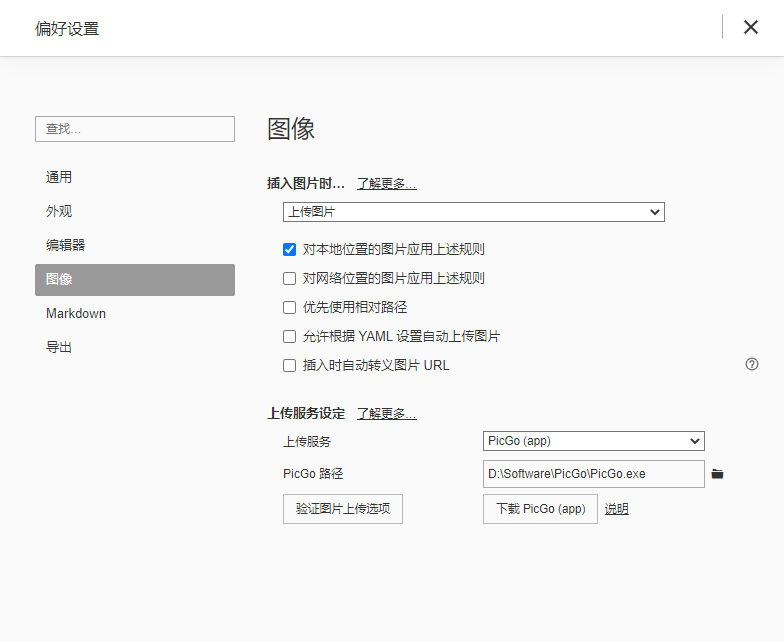 偏好设置
查找...
通用
外观
编辑器
图像
Markdown
导出
图像
插入图片时... 了解更多...
上传图片
对本地位置的图片应用上述规则
对网络位置的图片应用上述规则
优先使用相对路径
允许根据 YAML 设置自动上传图片
插入时自动转义图片 URL
上传服务设定 了解更多...
上传服务 PicGo (app)
PicGo 路径 D:\Software\PicGo\PicGo.exe
验证图片上传选项 下载 PicGo (app) 说明